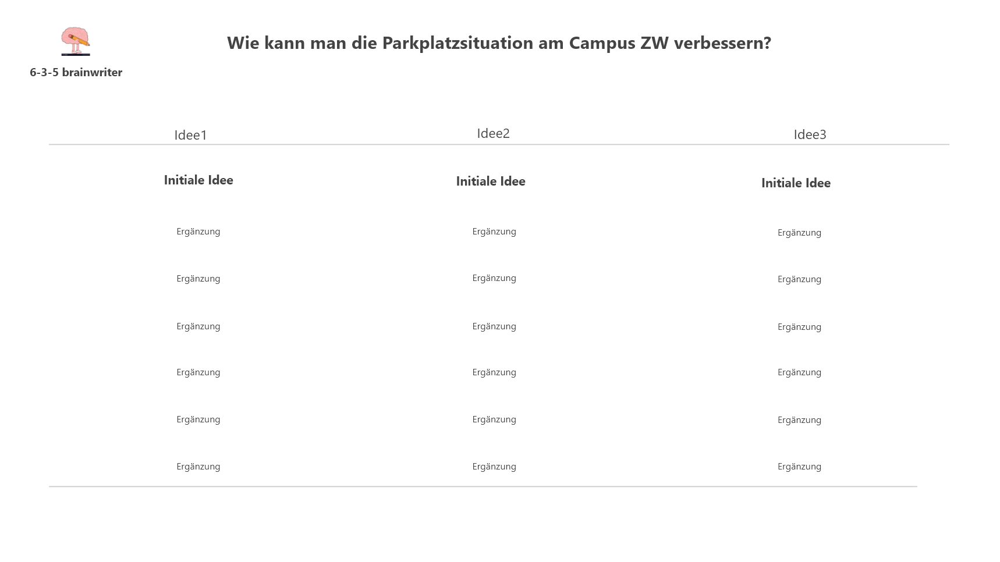 Wie kann man die Parkplatzsituation am Campus ZW verbessern?
6-3-5 brainwriter
Idee1 Idee2 Idee3
Initiale Idee Initiale Idee Initiale Idee
Ergänzung Ergänzung Ergänzung
Ergänzung Ergänzung Ergänzung
Ergänzung Ergänzung Ergänzung
Ergänzung Ergänzung Ergänzung
Ergänzung Ergänzung Ergänzung
Ergänzung Ergänzung Ergänzung